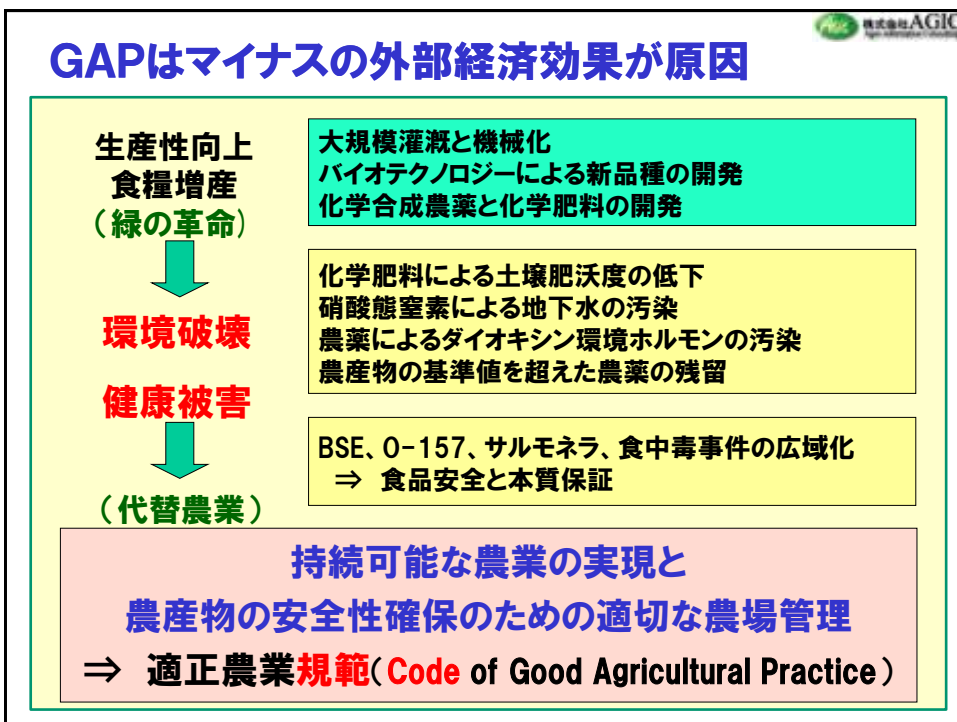 株式会社AGIC
GAPはマイナスの外部経済効果が原因
生産性向上
食糧増産
（緑の革命）
大規模灌漑と機械化
バイオテクノロジーによる新品種の開発
化学合成農薬と化学肥料の開発
環境破壊
健康被害
化学肥料による土壌肥沃度の低下
硝酸態窒素による地下水の汚染
農薬によるダイオキシン環境ホルモンの汚染
農産物の基準値を超えた農薬の残留
BSE、O-157、サルモネラ、食中毒事件の広域化
⇒ 食品安全と本質保証
（代替農業）
持続可能な農業の実現と
農産物の安全性確保のための適切な農場管理
⇒ 適正農業規範（Code of Good Agricultural Practice）